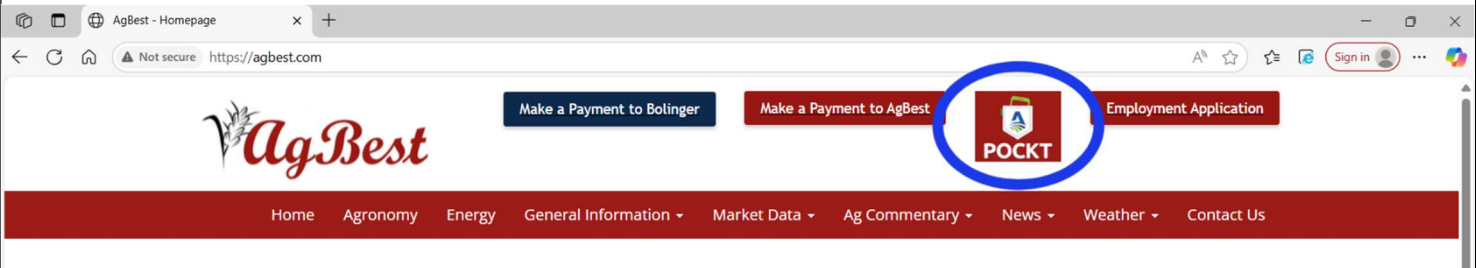 AgBest - Homepage
Not secure https://agbest.com Sign in
Make a Payment to Bolinger Make a Payment to AgBest Employment Application
AgBest
POCKT
Home Agronomy Energy General Information Market Data Ag Commentary News Weather Contact Us